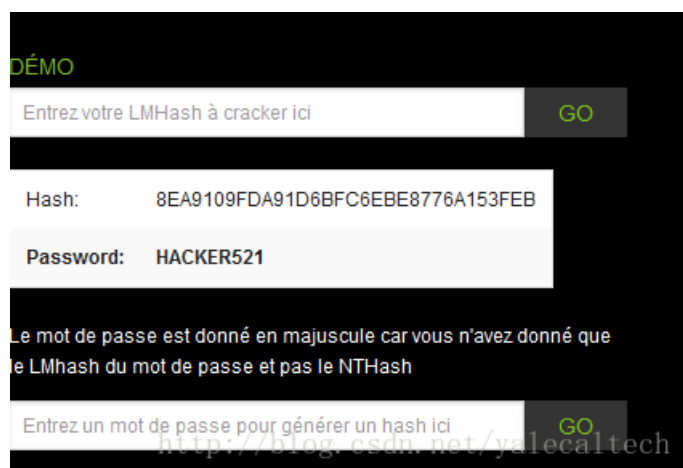 DÉMO
Entrez votre LMHash à cracker ici GO
Hash: 8EA9109FDA91D6BFC6EBE8776A153FEB
Password: HACKER521
Le mot de passe est donné en majuscule car vous n'avez donné que
le LMhash du mot de passe et pas le NTHash
Entrez un mot de passe pour générer un hash ici GO
http://blog.csdn.net/yalecaltech